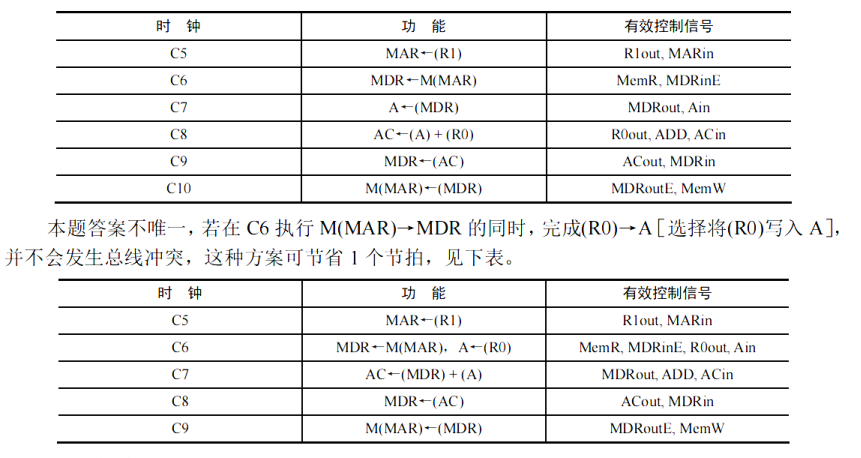 时 钟 功 能 有效控制信号
C5 MAR←(R1) R1out, MARin
C6 MDR←M(MAR) MemR, MDRinE
C7 A←(MDR) MDRout, Ain
C8 AC←(A) + (R0) R0out, ADD, ACin
C9 MDR←(AC) ACout, MDRin
C10 M(MAR)←(MDR) MDRoutE, MemW
本题答案不唯一，若在 C6 执行 M(MAR)→MDR 的同时，完成(R0)→A［选择将(R0)写入 A］，
并不会发生总线冲突，这种方案可节省 1 个节拍，见下表。
时 钟 功 能 有效控制信号
C5 MAR←(R1) R1out, MARin
C6 MDR←M(MAR)，A←(R0) MemR, MDRinE, R0out, Ain
C7 AC←(MDR) + (A) MDRout, ADD, ACin
C8 MDR←(AC) ACout, MDRin
C9 M(MAR)←(MDR) MDRoutE, MemW